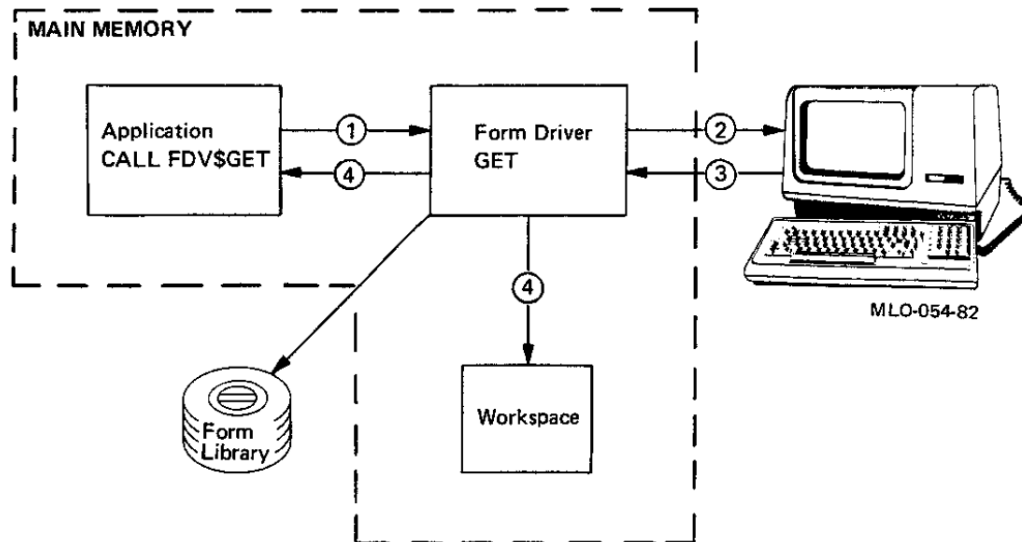 MAIN MEMORY
Application
CALL FDV$GET
1
4
Form Driver
GET
2
3
MLO-054-82
4
Form
Library
Workspace